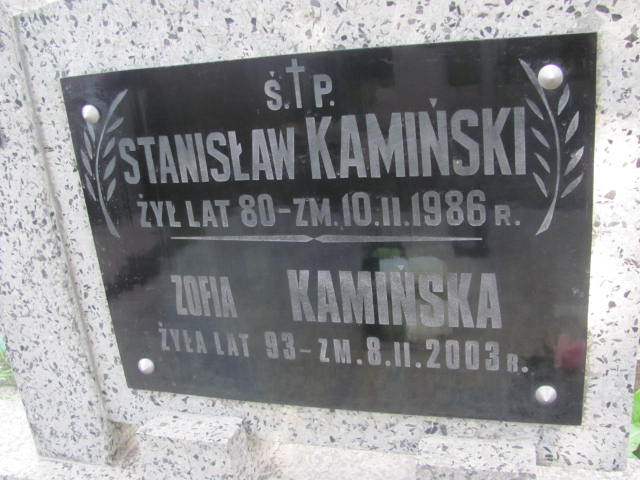 Ś.†P.
STANISŁAW KAMIŃSKI
ŻYŁ LAT 80-ZM.10.II.1986 R.
ZOFIA KAMIŃSKA
ŻYŁA LAT 93-ZM.8.II.2003 R.